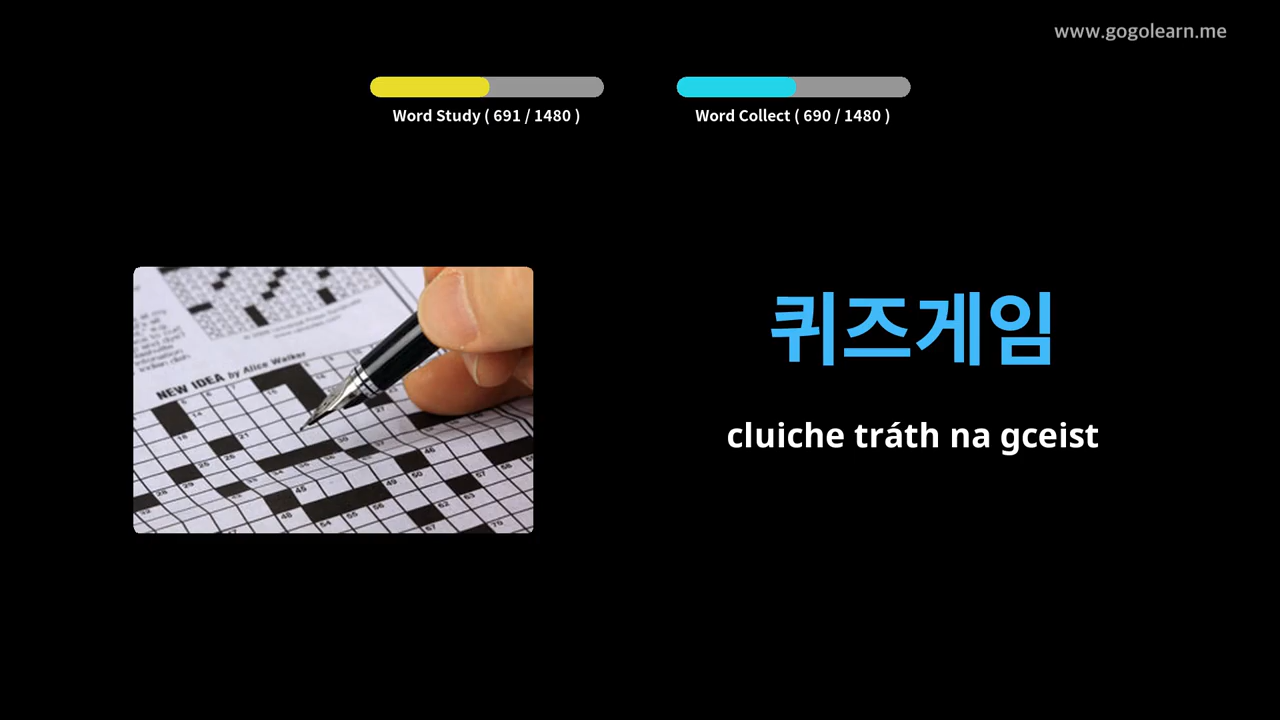 www.gogolearn.me
Word Study ( 691 / 1480 )
Word Collect ( 690 / 1480 )
NEW IDEA by Alice Walker
퀴즈게임
cluiche tráth na gceist